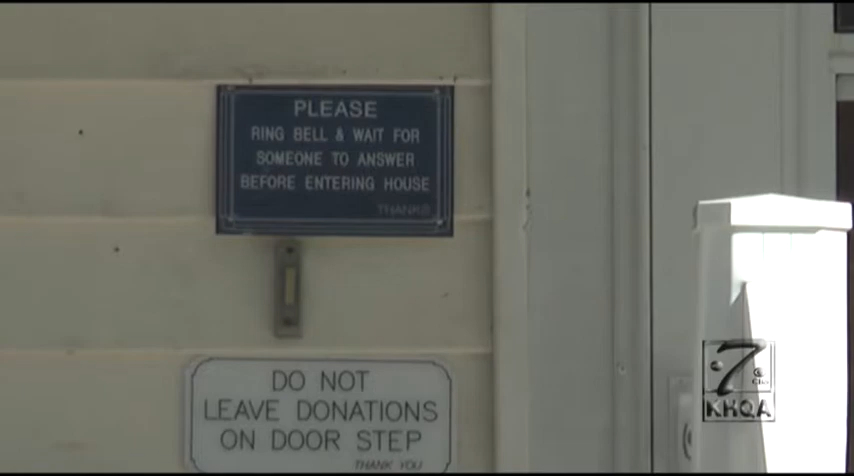 PLEASE
RING BELL & WAIT FOR
SOMEONE TO ANSWER
BEFORE ENTERING HOUSE
THANKS
DO NOT
LEAVE DONATIONS
ON DOOR STEP
THANK YOU
7
KHQA